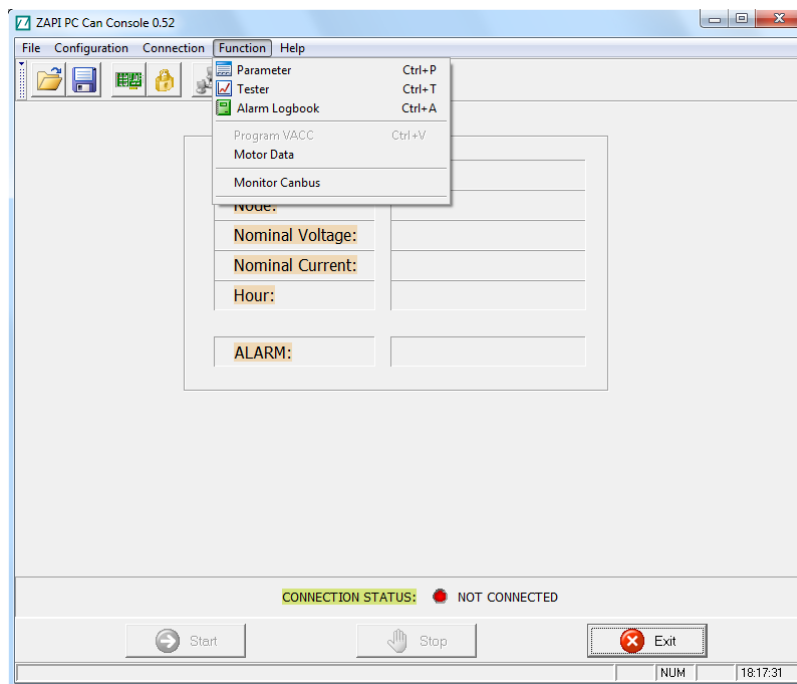 ZAPI PC Can Console 0.52
File Configuration Connection Function Help
Parameter Ctrl+P
Tester Ctrl+T
Alarm Logbook Ctrl+A
Program VACC Ctrl+V
Motor Data
Monitor Canbus
Node:
Nominal Voltage:
Nominal Current:
Hour:
ALARM:
CONNECTION STATUS: NOT CONNECTED
Start Stop Exit
NUM 18:17:31